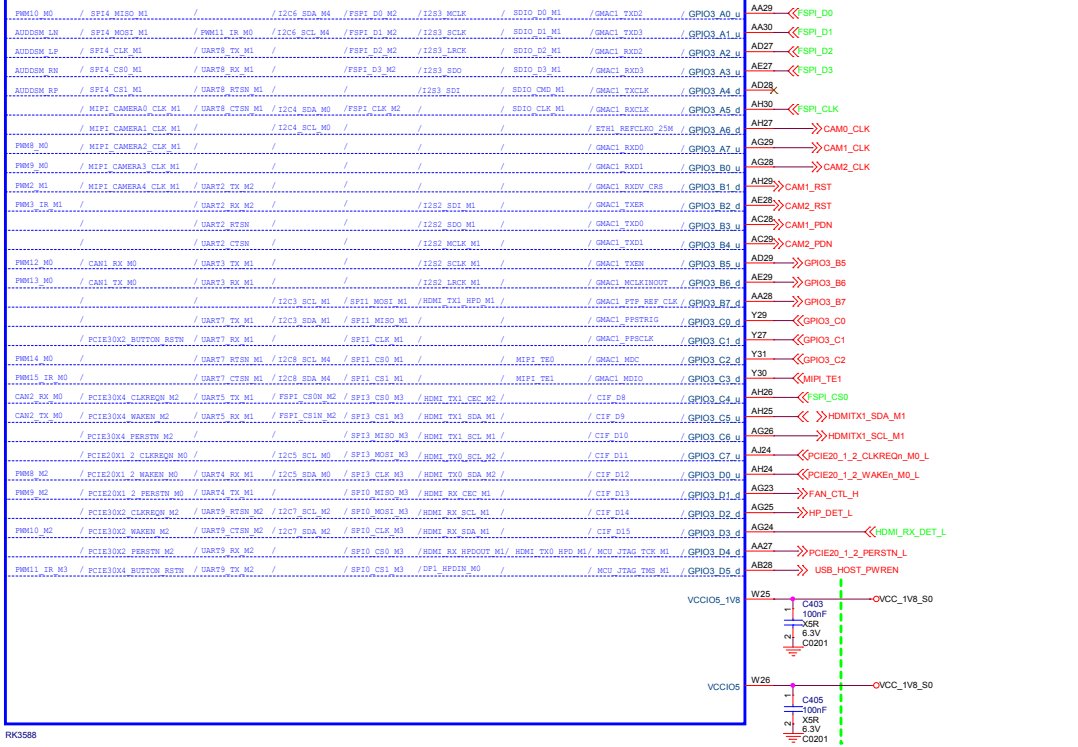 PWM10_M0 / SPI4_MISO_M1 / / I2C6_SDA_M4 /FSPI_D0_M2 /I2S3_MCLK / SDIO_D0_M1 /GMAC1_TXD2 / GPIO3_A0_u AA29 FSPI_D0
AUDDSM_LN / SPI4_MOSI_M1 /PWM11_IR_M0 /I2C6_SCL_M4 /FSPI_D1_M2 /I2S3_SCLK / SDIO_D1_M1 /GMAC1_TXD3 / GPIO3_A1_u AA30 FSPI_D1
AUDDSM_LP / SPI4_CLK_M1 / UART8_TX_M1 / /FSPI_D2_M2 /I2S3_LRCK / SDIO_D2_M1 / GMAC1_RXD2 / GPIO3_A2_u AD27 FSPI_D2
AUDDSM_RN / SPI4_CS0_M1 / UART8_RX_M1 / /FSPI_D3_M2 /I2S3_SDO / SDIO_D3_M1 /GMAC1_RXD3 / GPIO3_A3_u AE27 FSPI_D3
AUDDSM_RP / SPI4_CS1_M1 / UART8_RTSN_M1 / / /I2S3_SDI / SDIO_CMD_M1 / GMAC1_TXCLK / GPIO3_A4_d AD28
/ MIPI_CAMERA0_CLK_M1 / UART8_CTSN_M1 / I2C4_SDA_M0 /FSPI_CLK_M2 / / SDIO_CLK_M1 / GMAC1_RXCLK / GPIO3_A5_d AH30 FSPI_CLK
/ MIPI_CAMERA1_CLK_M1 / / I2C4_SCL_M0 / / / ETH1_REFCLKO_25M / GPIO3_A6_d AH27 CAM0_CLK
PWM8_M0 / MIPI_CAMERA2_CLK_M1 / / / / / GMAC1_RXD0 / GPIO3_A7_u AG29 CAM1_CLK
PWM9_M0 / MIPI_CAMERA3_CLK_M1 / / / / / GMAC1_RXD1 / GPIO3_B0_u AG28 CAM2_CLK
PWM2_M1 / MIPI_CAMERA4_CLK_M1 / UART2_TX_M2 / / / / GMAC1_RXDV_CRS / GPIO3_B1_d AH29 CAM1_RST
PWM3_IR_M1 / / UART2_RX_M2 / / /I2S2_SDI_M1 / GMAC1_TXER / GPIO3_B2_d AE28 CAM2_RST
/ / UART2_RTSN / / /I2S2_SDO_M1 / GMAC1_TXD0 / GPIO3_B3_u AC28 CAM1_PDN
/ / UART2_CTSN / / /I2S2_MCLK_M1 / GMAC1_TXD1 / GPIO3_B4_u AC29 CAM2_PDN
PWM12_M0 / CAN1_RX_M0 / UART3_TX_M1 / / /I2S2_SCLK_M1 / GMAC1_TXEN / GPIO3_B5_u AD29 GPIO3_B5
PWM13_M0 / CAN1_TX_M0 / UART3_RX_M1 / / /I2S2_LRCK_M1 / GMAC1_MCLKINOUT / GPIO3_B6_d AE29 GPIO3_B6
/ / / I2C3_SCL_M1 / SPI1_MOSI_M1 /HDMI_TX1_HPD_M1/ / GMAC1_PTP_REF_CLK / GPIO3_B7_d AA28 GPIO3_B7
/ / UART7_TX_M1 / I2C3_SDA_M1 / SPI1_MISO_M1 / / GMAC1_PPSTRIG / GPIO3_C0_d Y29 GPIO3_C0
/ PCIE30X2_BUTTON_RSTN / UART7_RX_M1 / / SPI1_CLK_M1 / / GMAC1_PPSCLK / GPIO3_C1_d Y27 GPIO3_C1
PWM14_M0 / / UART7_RTSN_M1 / I2C8_SCL_M4 / SPI1_CS0_M1 / / MIPI_TE0 / GMAC1_MDC / GPIO3_C2_d Y31 GPIO3_C2
PWM15_IR_M0 / / UART7_CTSN_M1 / I2C8_SDA_M4 / SPI1_CS1_M1 / / MIPI_TE1 / GMAC1_MDIO / GPIO3_C3_d Y30 MIPI_TE1
CAN2_RX_M0 / PCIE30X4_CLKREQN_M2 / UART5_TX_M1 / FSPI_CS0N_M2 / SPI3_CS0_M3 /HDMI_TX1_CEC_M2 / / CIF_D8 / GPIO3_C4_u AH26 FSPI_CS0
CAN2_TX_M0 / PCIE30X4_WAKEN_M2 / UART5_RX_M1 / FSPI_CS1N_M2 / SPI3_CS1_M3 /HDMI_TX1_SDA_M1 / / CIF_D9 / GPIO3_C5_u AH25 HDMITX1_SDA_M1
/ PCIE30X4_PERSTN_M2 / / / SPI3_MISO_M3 /HDMI_TX1_SCL_M1 / / CIF_D10 / GPIO3_C6_u AG26 HDMITX1_SCL_M1
/ PCIE20X1_2_CLKREQN_M0 / / I2C5_SCL_M0 / SPI3_MOSI_M3 /HDMI_TX0_SCL_M2 / / CIF_D11 / GPIO3_C7_u AJ24 PCIE20_1_2_CLKREQn_M0_L
PWM8_M2 / PCIE20X1_2_WAKEN_M0 / UART4_RX_M1 / I2C5_SDA_M0 / SPI3_CLK_M3 /HDMI_TX0_SDA_M2 / / CIF_D12 / GPIO3_D0_u AH24 PCIE20_1_2_WAKEn_M0_L
PWM9_M2 / PCIE20X1_2_PERSTN_M0 / UART4_TX_M1 / / SPI0_MISO_M3 /HDMI_RX_CEC_M1 / / CIF_D13 / GPIO3_D1_d AG23 FAN_CTL_H
/ PCIE30X2_CLKREQN_M2 / UART9_RTSN_M2 / I2C7_SCL_M2 / SPI0_MOSI_M3 /HDMI_RX_SCL_M1 / / CIF_D14 / GPIO3_D2_d AG25 HP_DET_L
PWM10_M2 / PCIE30X2_WAKEN_M2 / UART9_CTSN_M2 / I2C7_SDA_M2 / SPI0_CLK_M3 /HDMI_RX_SDA_M1 / / CIF_D15 / GPIO3_D3_d AG24 HDMI_RX_DET_L
/ PCIE30X2_PERSTN_M2 / UART9_RX_M2 / / SPI0_CS0_M3 /HDMI_RX_HPDOUT_M1/ HDMI_TX0_HPD_M1/ MCU_JTAG_TCK_M1 / GPIO3_D4_d AA27 PCIE20_1_2_PERSTN_L
PWM11_IR_M3 / PCIE30X4_BUTTON_RSTN / UART9_TX_M2 / / SPI0_CS1_M3 /DP1_HPDIN_M0 / / MCU_JTAG_TMS_M1 / GPIO3_D5_d AB28 USB_HOST_PWREN
VCCIO5_1V8 W25 VCC_1V8_S0
1 C403
100nF
X5R
2 6.3V
C0201
VCCIO5 W26 VCC_1V8_S0
1 C405
100nF
X5R
2 6.3V
C0201
RK3588